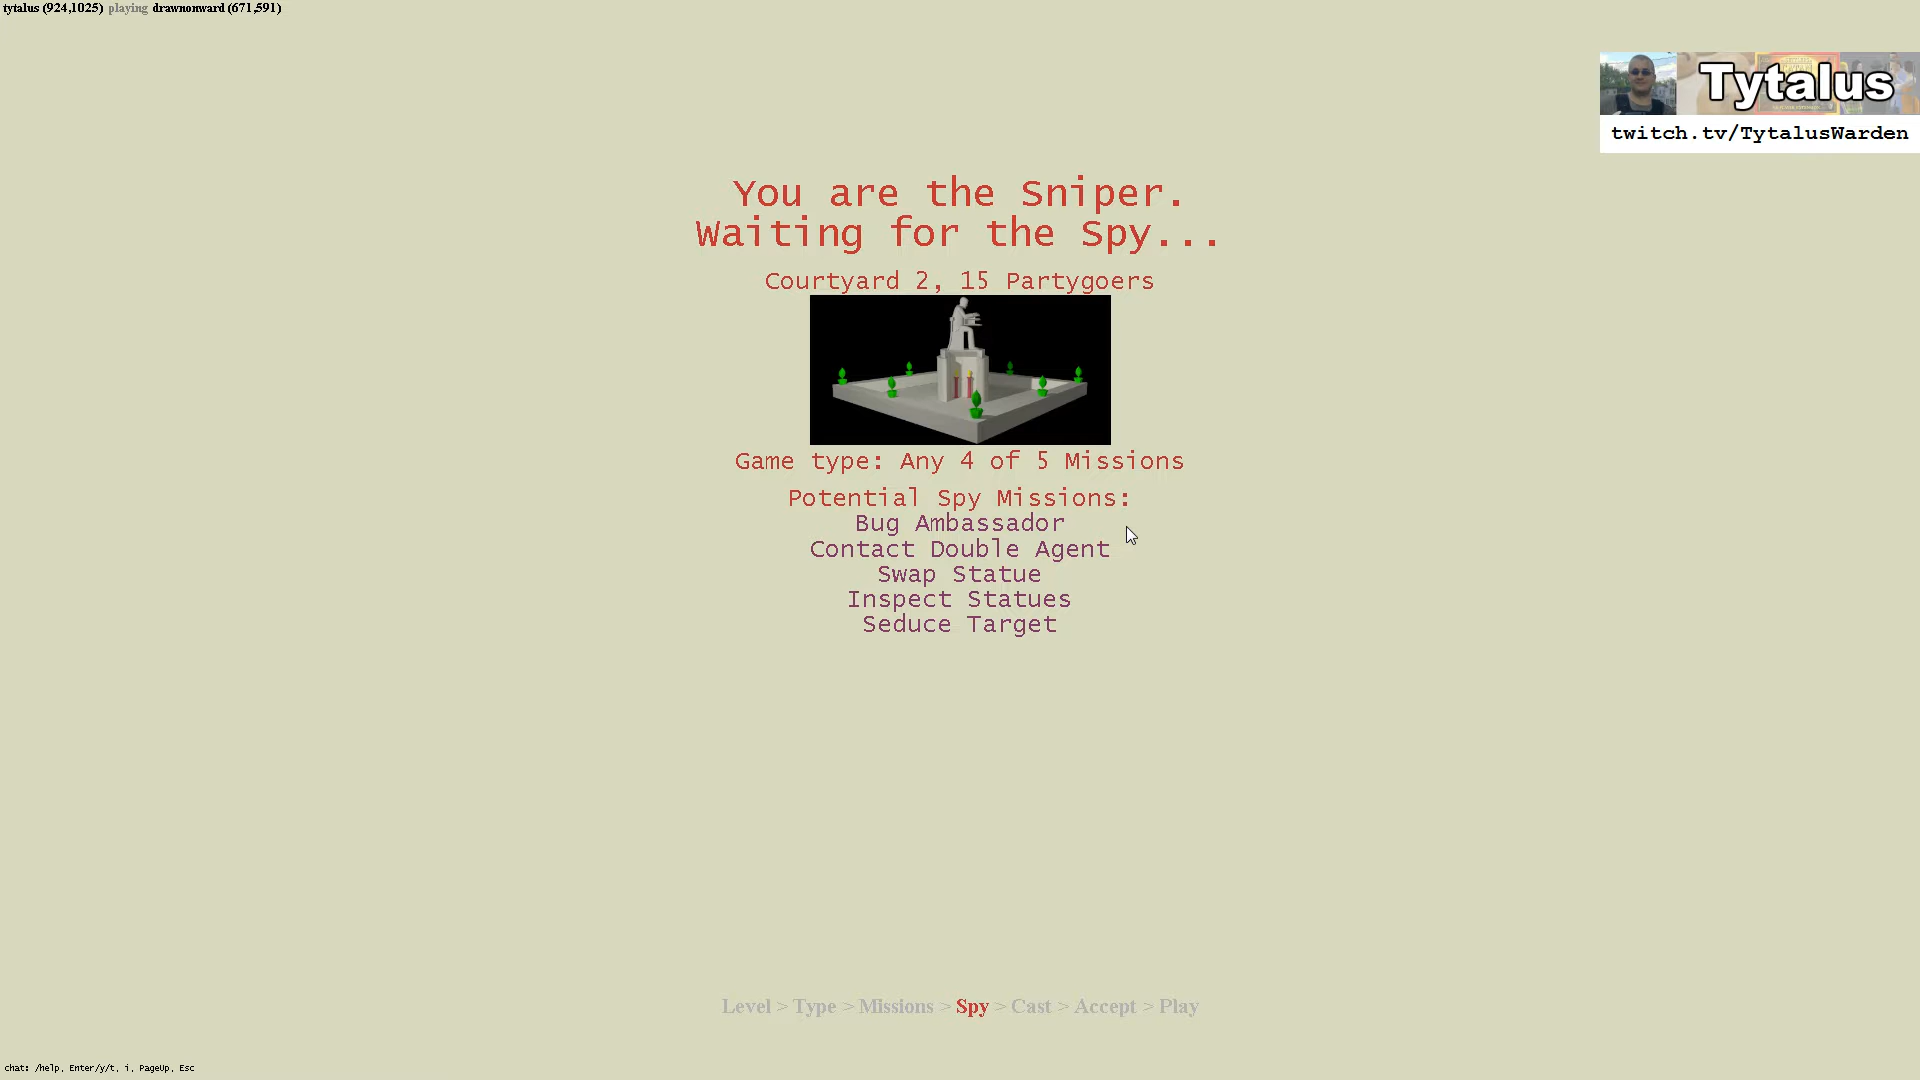 tytalus (924,1025) playing drawnonward (671,591)
Tytalus
twitch.tv/TytalusWarden
You are the Sniper.
Waiting for the Spy...
Courtyard 2, 15 Partygoers
Game type: Any 4 of 5 Missions
Potential Spy Missions:
Bug Ambassador
Contact Double Agent
Swap Statue
Inspect Statues
Seduce Target
Level > Type > Missions > Spy > Cast > Accept > Play
chat: /help, Enter/y/t, i, PageUp, Esc